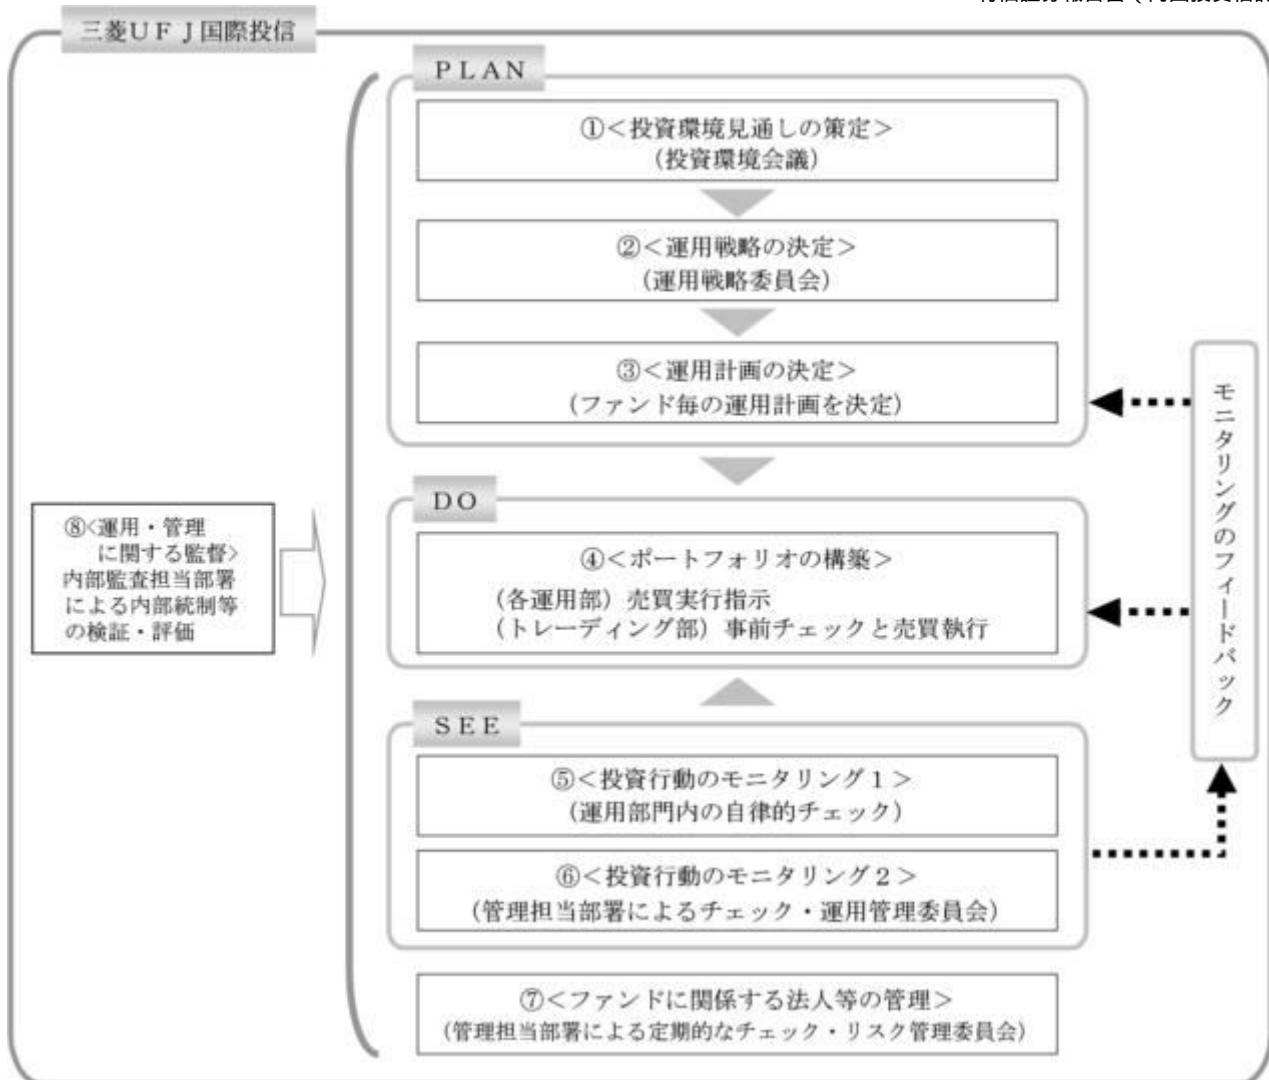 三菱ＵＦＪ国際投信
ＰＬＡＮ
①＜投資環境見通しの策定＞
（投資環境会議）
②＜運用戦略の決定＞
（運用戦略委員会）
③＜運用計画の決定＞
（ファンド毎の運用計画を決定）
ＤＯ
④＜ポートフォリオの構築＞
（各運用部）売買実行指示
（トレーディング部）事前チェックと売買執行
ＳＥＥ
⑤＜投資行動のモニタリング１＞
（運用部門内の自律的チェック）
⑥＜投資行動のモニタリング２＞
（管理担当部署によるチェック・運用管理委員会）
⑦＜ファンドに関係する法人等の管理＞
（管理担当部署による定期的なチェック・リスク管理委員会）
⑧＜運用・管理
に関する監督＞
内部監査担当部署
による内部統制等
の検証・評価
モニタリングのフィードバック